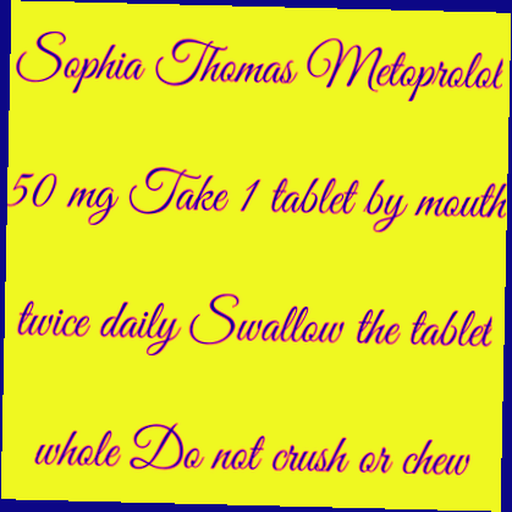 Sophia Thomas Metoprolol
50 mg Take 1 tablet by mouth
twice daily Swallow the tablet
whole Do not crush or chew